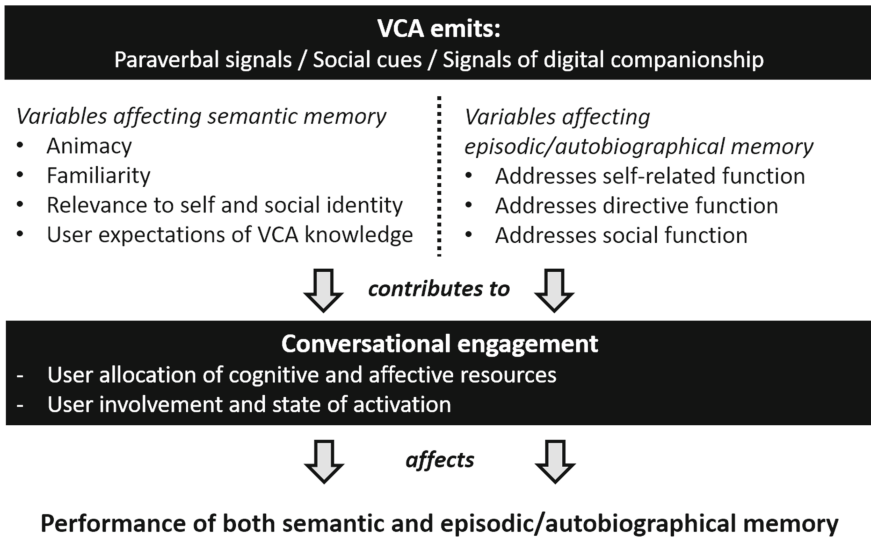 VCA emits:
Paraverbal signals / Social cues / Signals of digital companionship
Variables affecting semantic memory
• Animacy
• Familiarity
• Relevance to self and social identity
• User expectations of VCA knowledge
Variables affecting
episodic/autobiographical memory
• Addresses self-related function
• Addresses directive function
• Addresses social function
contributes to
Conversational engagement
- User allocation of cognitive and affective resources
- User involvement and state of activation
affects
Performance of both semantic and episodic/autobiographical memory